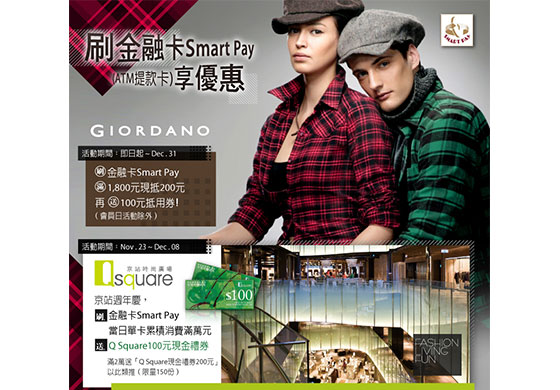 刷金融卡Smart Pay
(ATM提款卡)享優惠
SMART PAY
GIORDANO
活動期間：即日起~Dec. 31
刷 金融卡Smart Pay
滿 1,800元現抵200元
再 送 100元抵用券!
(會員日活動除外)
活動期間：Nov. 23~Dec. 08
京站時尚廣場
Qsquare
$100
京站週年慶，
刷 金融卡Smart Pay
當日單卡累積消費滿萬元
送 Q Square100元現金禮券
滿2萬送「Q Square現金禮券200元」
以此類推 (限量150份)
FASHION
LIVING
FUN